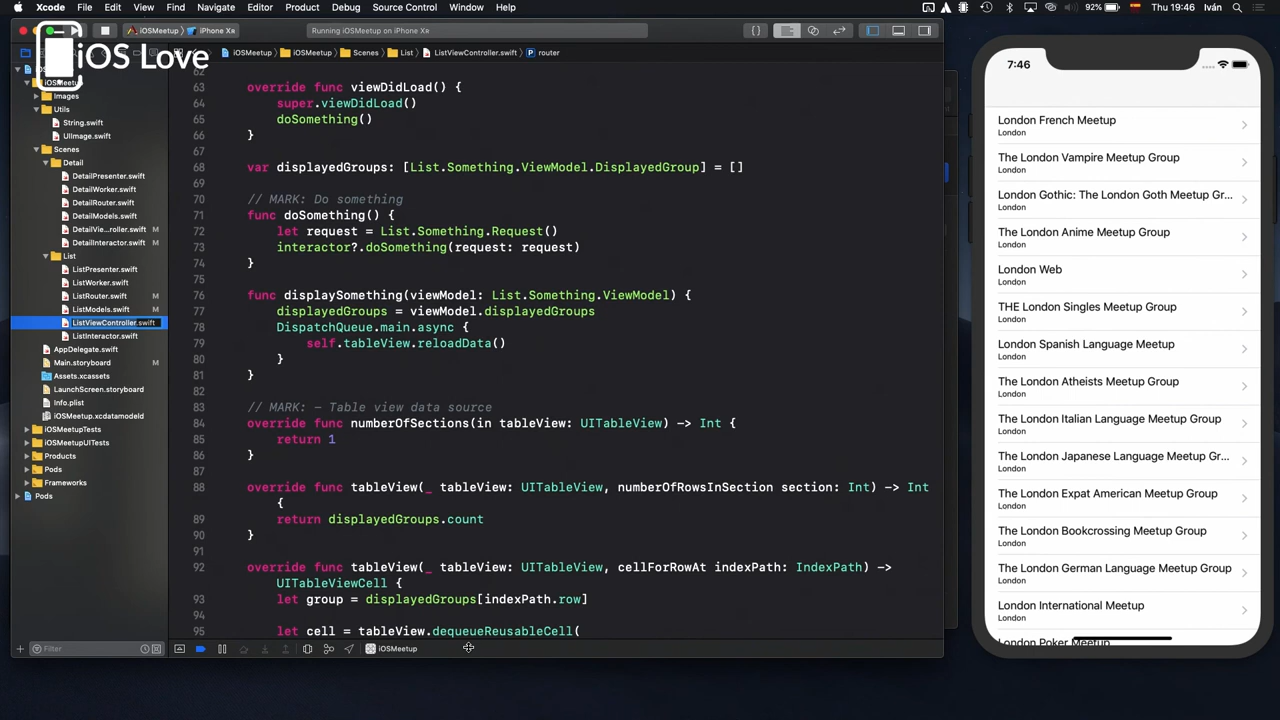 Xcode File Edit View Find Navigate Editor Product Debug Source Control Window Help
92% Thu 19:46 Iván
iOS Love
iOSMeetup iPhone Xʀ
Running iOSMeetup on iPhone Xʀ
iOSMeetup iOSMeetup Scenes List ListViewController.swift router
Images
Utils
String.swift
UIImage.swift
Scenes
Detail
DetailPresenter.swift
DetailWorker.swift
DetailRouter.swift
DetailModels.swift
DetailVie...roller.swift M
DetailInteractor.swift M
List
ListPresenter.swift
ListWorker.swift
ListRouter.swift M
ListModels.swift M
ListViewController.swift
ListInteractor.swift
AppDelegate.swift
Main.storyboard M
Assets.xcassets
LaunchScreen.storyboard
Info.plist
iOSMeetup.xcdatamodeld
iOSMeetupTests
iOSMeetupUITests
Products
Pods
Frameworks
Pods
Filter
62
63 override func viewDidLoad() {
64 super.viewDidLoad()
65 doSomething()
66 }
67
68 var displayedGroups: [List.Something.ViewModel.DisplayedGroup] = []
69
70 // MARK: Do something
71 func doSomething() {
72 let request = List.Something.Request()
73 interactor?.doSomething(request: request)
74 }
75
76 func displaySomething(viewModel: List.Something.ViewModel) {
77 displayedGroups = viewModel.displayedGroups
78 DispatchQueue.main.async {
79 self.tableView.reloadData()
80 }
81 }
82
83 // MARK: - Table view data source
84 override func numberOfSections(in tableView: UITableView) -> Int {
85 return 1
86 }
87
88 override func tableView(_ tableView: UITableView, numberOfRowsInSection section: Int) -> Int
{
89 return displayedGroups.count
90 }
91
92 override func tableView(_ tableView: UITableView, cellForRowAt indexPath: IndexPath) ->
UITableViewCell {
93 let group = displayedGroups[indexPath.row]
94
95 let cell = tableView.dequeueReusableCell(
iOSMeetup
7:46
London French Meetup
London
The London Vampire Meetup Group
London
London Gothic: The London Goth Meetup Gr...
London
The London Anime Meetup Group
London
London Web
London
THE London Singles Meetup Group
London
London Spanish Language Meetup
London
The London Atheists Meetup Group
London
The London Italian Language Meetup Group
London
The London Japanese Language Meetup Gr...
London
The London Expat American Meetup Group
London
The London Bookcrossing Meetup Group
London
The London German Language Meetup Group
London
London International Meetup
London
London Poker Meetup